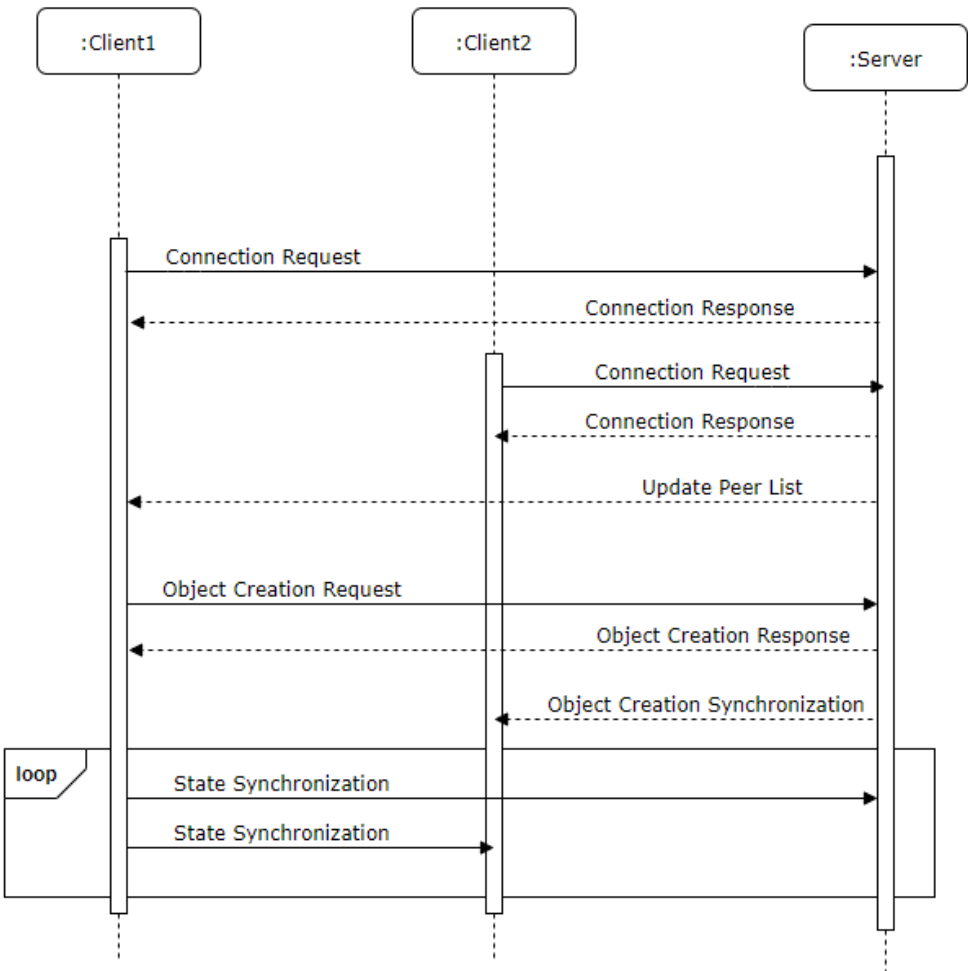 :Client1
:Client2
:Server
Connection Request
Connection Response
Connection Request
Connection Response
Update Peer List
Object Creation Request
Object Creation Response
Object Creation Synchronization
loop
State Synchronization
State Synchronization